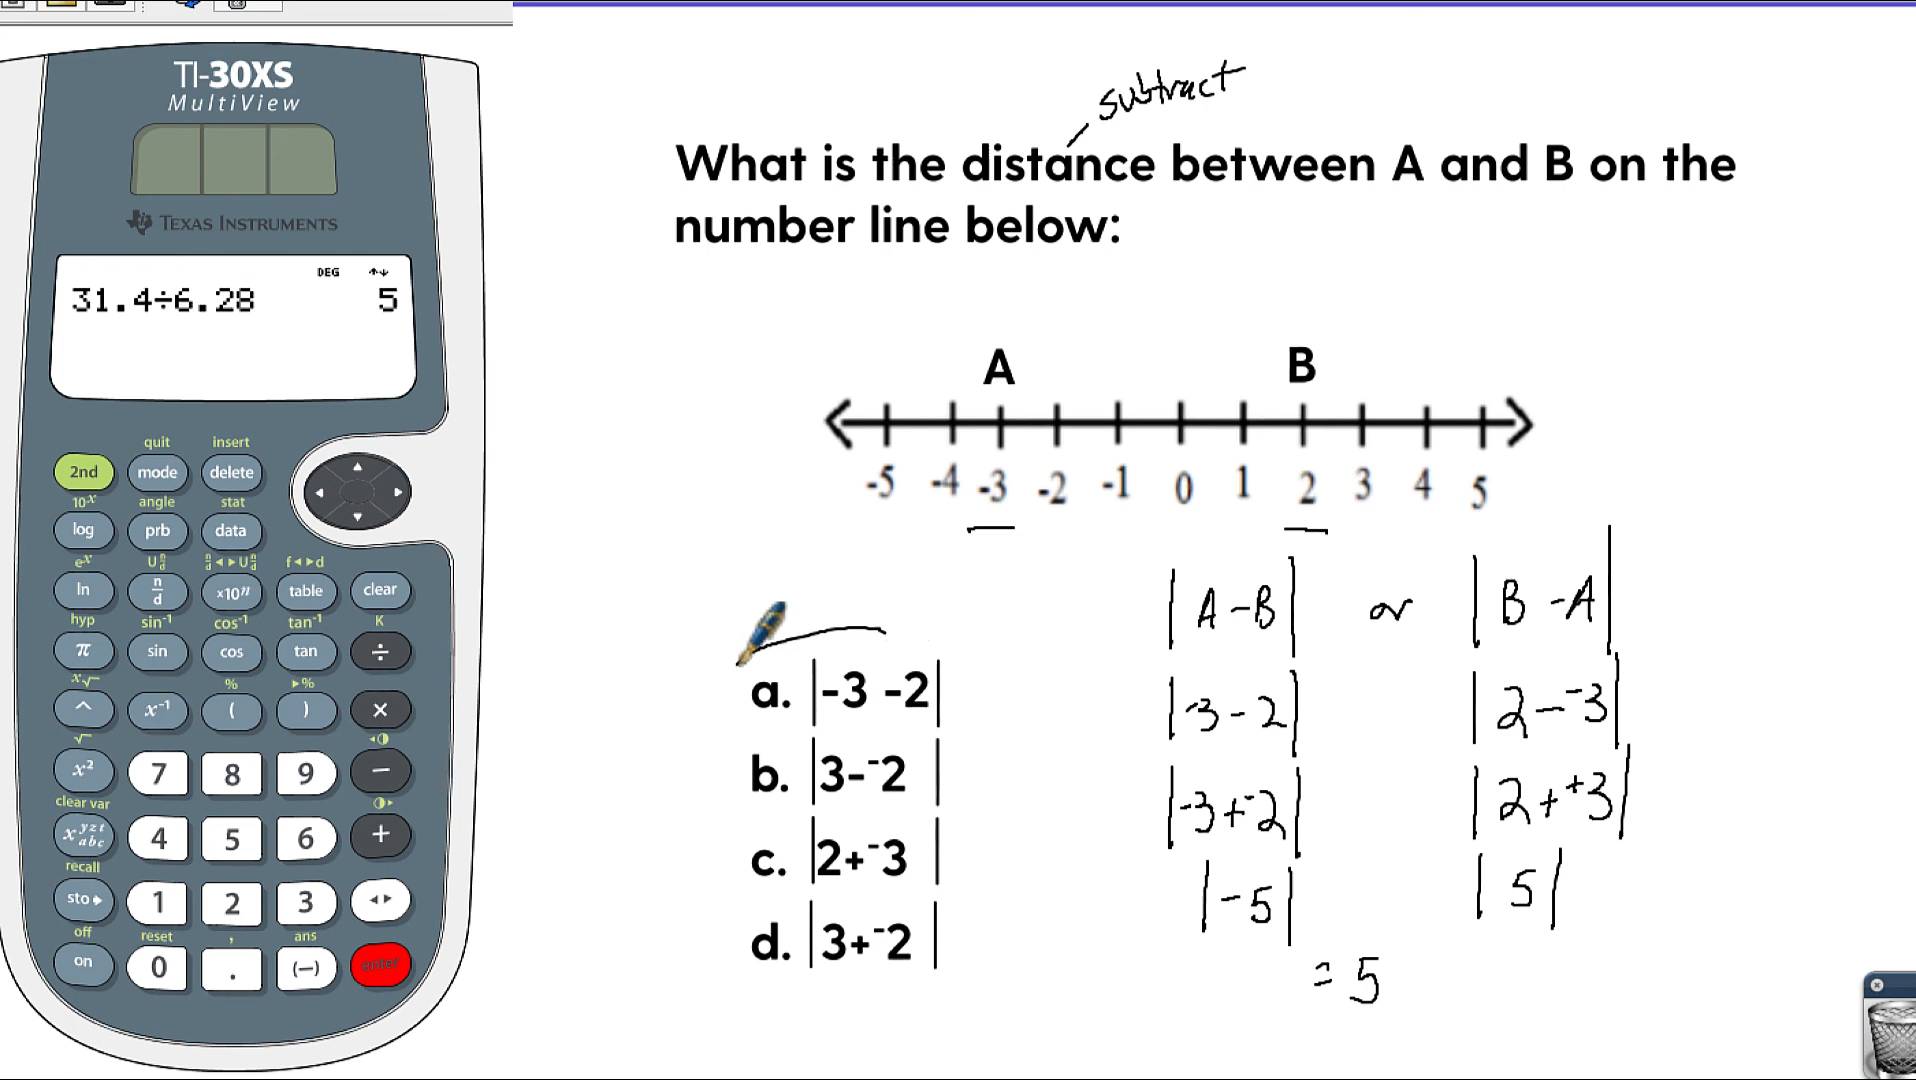 TI-30XS
MultiView
TEXAS INSTRUMENTS
DEG
31.4÷6.28 5
quit insert
2nd mode delete
10ˣ angle stat
log prb data
eˣ f◄►d
ln n/d ×10ⁿ table clear
hyp sin⁻¹ cos⁻¹ tan⁻¹ K
π sin cos tan ÷
ˣ√ % ►%
^ x⁻¹ ( ) ×
√
x² 7 8 9 −
clear var
x yzt abc 4 5 6 +
recall
sto► 1 2 3 ◄►
off reset , ans
on 0 . (−) enter
subtract
What is the distance between A and B on the
number line below:
A B
-5 -4 -3 -2 -1 0 1 2 3 4 5
a. |-3 -2|
b. |3-⁻2 |
c. |2+⁻3 |
d. |3+⁻2 |
|A-B| or |B-A|
|-3-2| |2-⁻3|
|-3+⁻2| |2+⁺3|
|-5| |5|
= 5